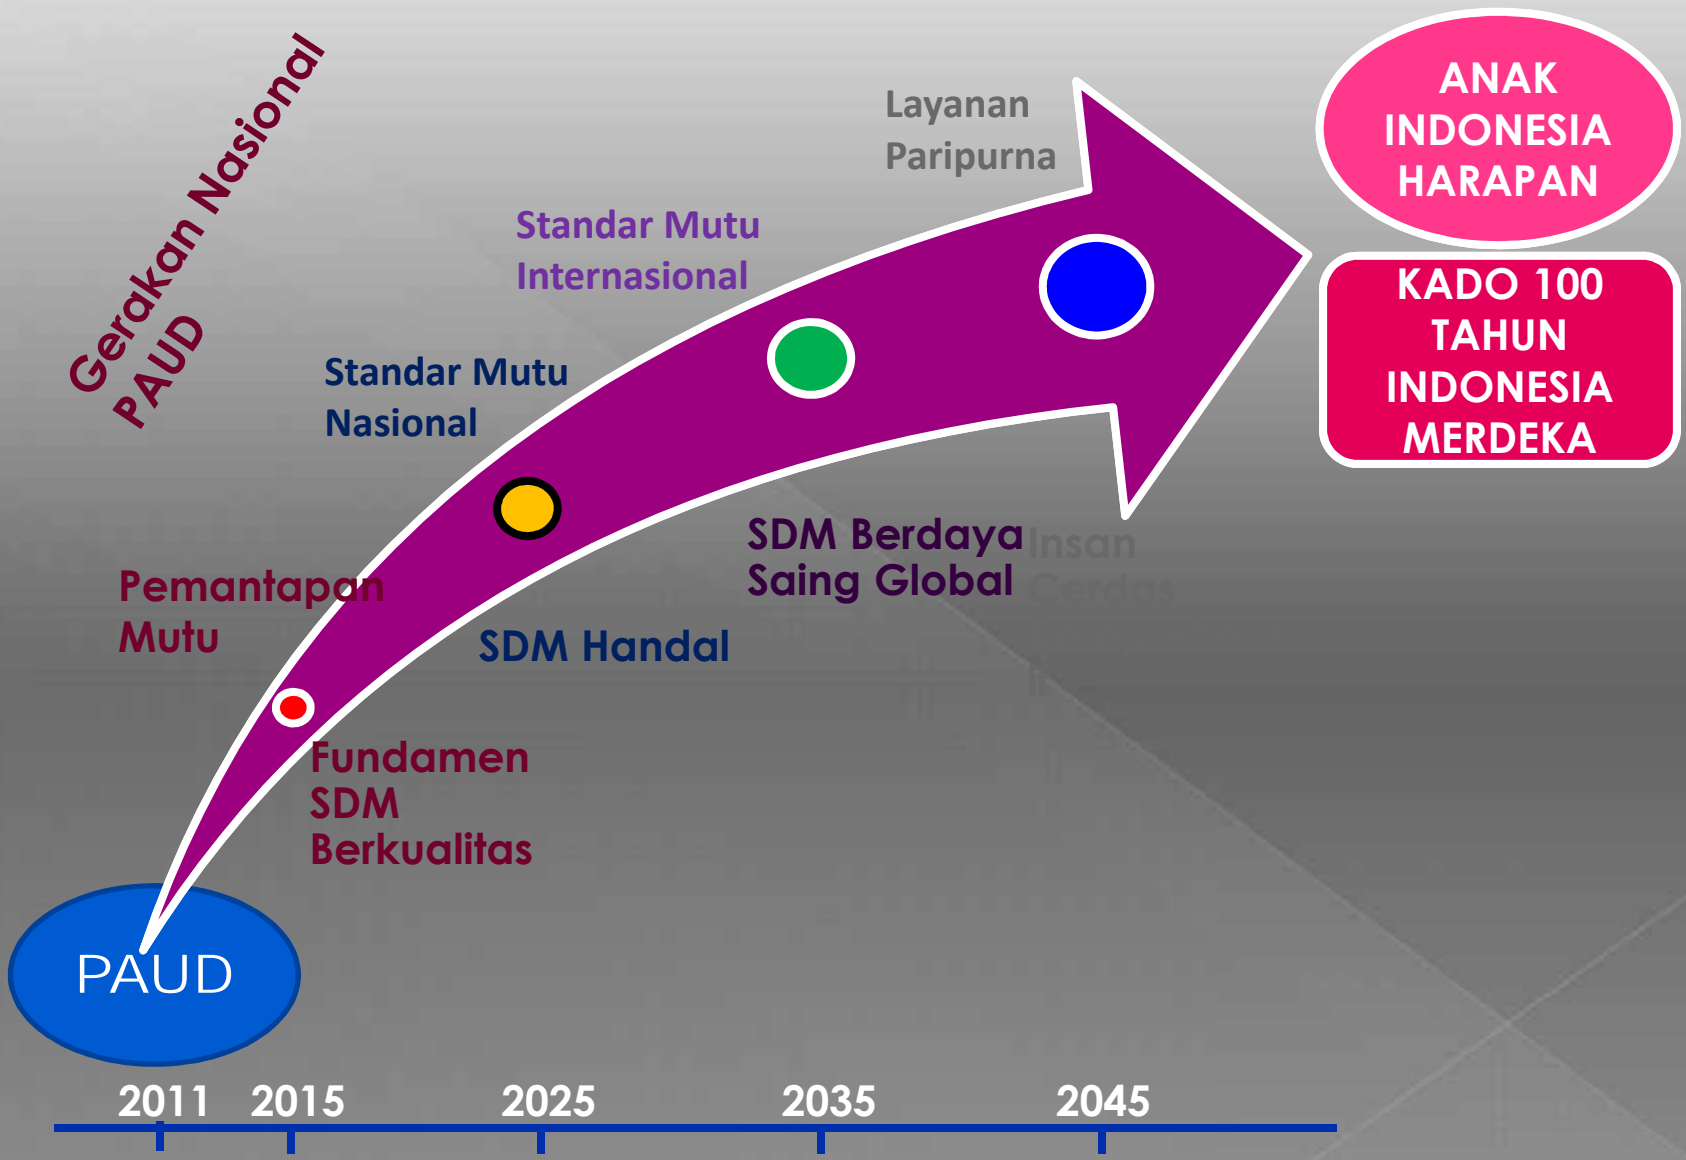 Gerakan Nasional
PAUD
Layanan
Paripurna
ANAK
INDONESIA
HARAPAN
Standar Mutu
Internasional
KADO 100
TAHUN
INDONESIA
MERDEKA
Standar Mutu
Nasional
Pemantapan
Mutu
SDM Berdaya
Saing Global
Insan
Cerdas
SDM Handal
Fundamen
SDM
Berkualitas
PAUD
2011 2015 2025 2035 2045